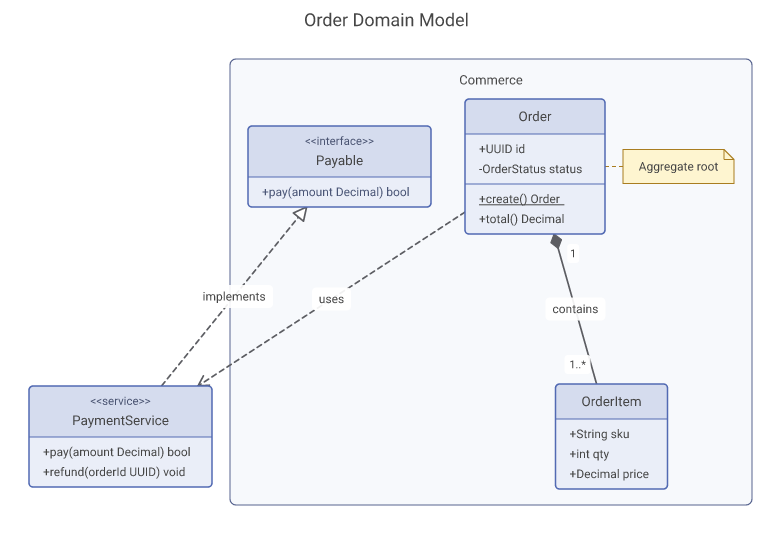 Order Domain Model
Commerce
<<interface>>
Payable
+pay(amount Decimal) bool
Order
+UUID id
-OrderStatus status
+create() Order
+total() Decimal
Aggregate root
1
implements
uses
contains
1..*
<<service>>
PaymentService
+pay(amount Decimal) bool
+refund(orderId UUID) void
OrderItem
+String sku
+int qty
+Decimal price